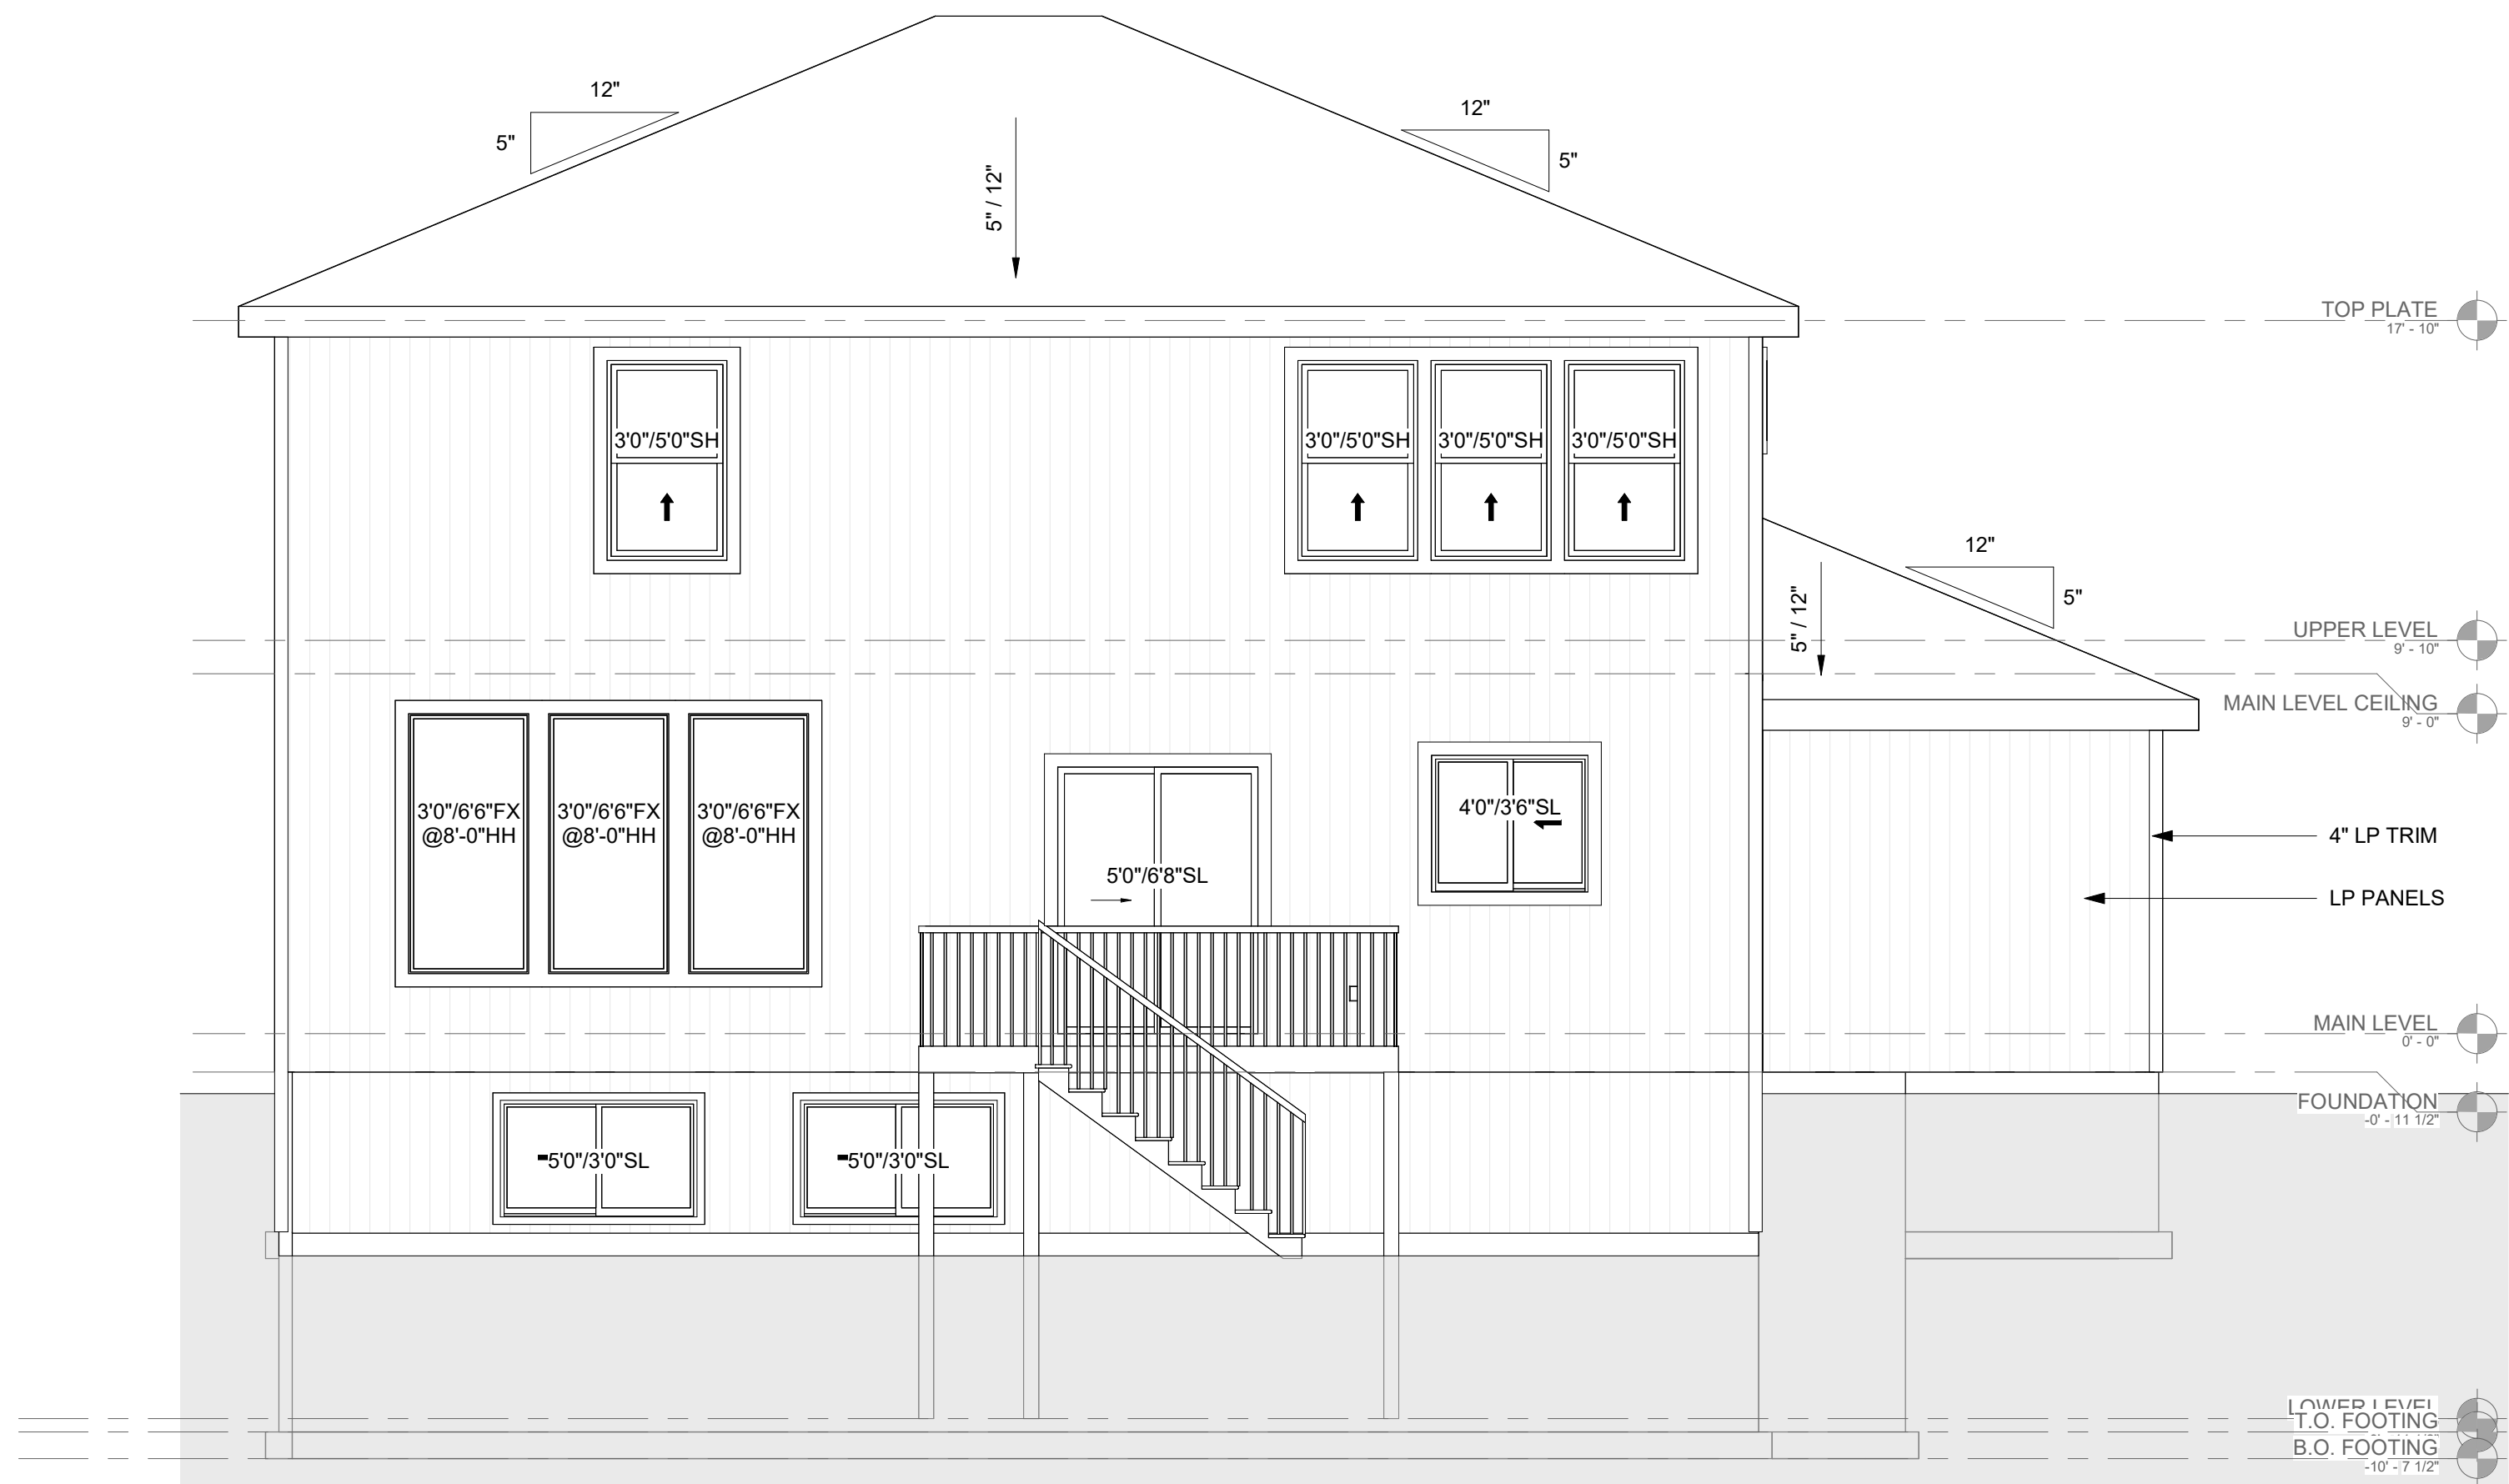 12"
5"
12"
5"
5" / 12"
TOP PLATE
17' - 10"
3'0"/5'0"SH
3'0"/5'0"SH
3'0"/5'0"SH
3'0"/5'0"SH
12"
5"
5" / 12"
UPPER LEVEL
9' - 10"
MAIN LEVEL CEILING
9' - 0"
3'0"/6'6"FX
@8'-0"HH
3'0"/6'6"FX
@8'-0"HH
3'0"/6'6"FX
@8'-0"HH
5'0"/6'8"SL
4'0"/3'6"SL
4" LP TRIM
LP PANELS
MAIN LEVEL
0' - 0"
FOUNDATION
-0' - 11 1/2"
5'0"/3'0"SL
5'0"/3'0"SL
LOWER LEVEL
T.O. FOOTING
B.O. FOOTING
-10' - 7 1/2"